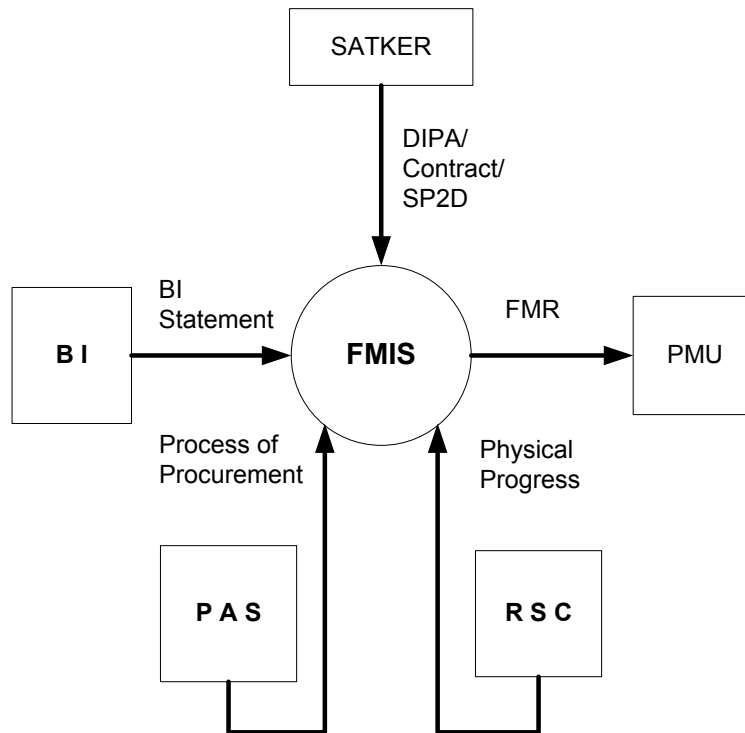 SATKER
DIPA/
Contract/
SP2D
BI
Statement
FMR
B I
FMIS
PMU
Process of
Procurement
Physical
Progress
P A S
R S C